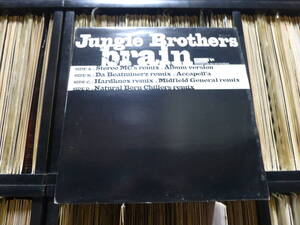 Jungle Brothers
brain
SIDE A . Stereo MC's remix . Album version
SIDE B . Da Beatminerz remix . Accapella
SIDE C . Hardknox remix . Midfield General remix
SIDE D . Natural Born Chillers remix